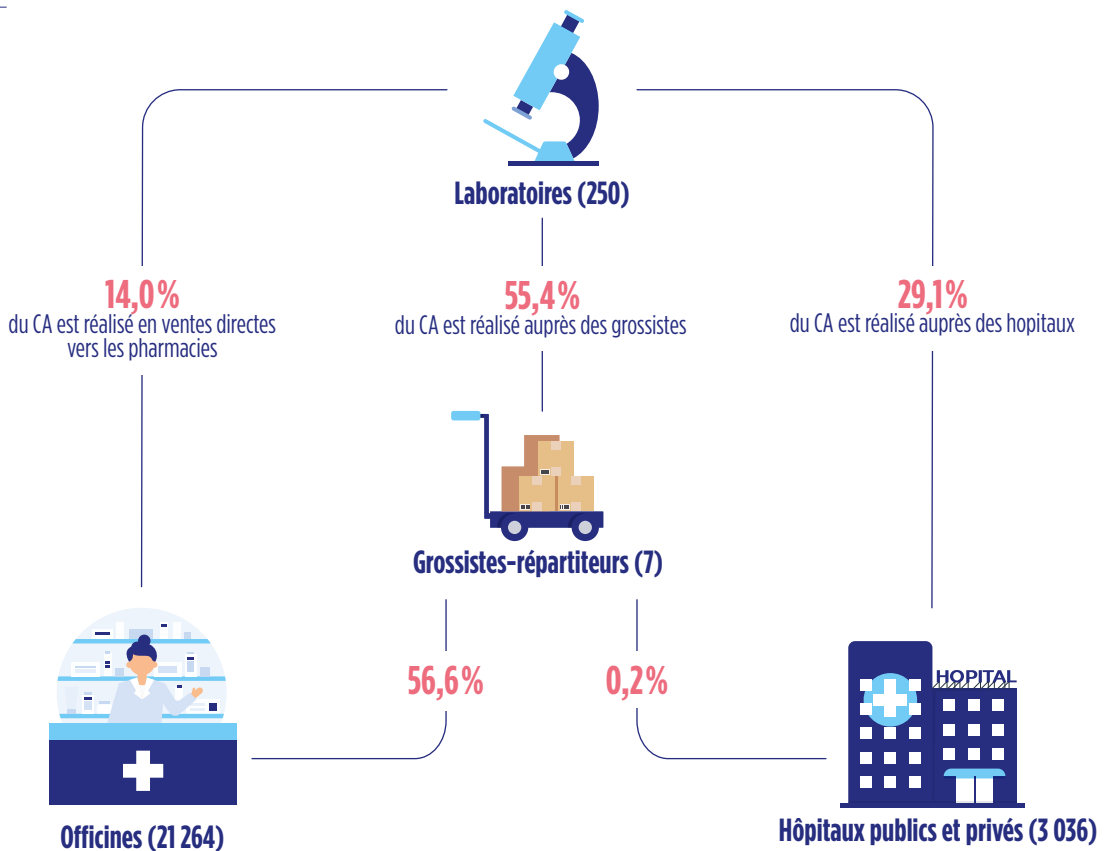 Laboratoires (250)
14,0 %
du CA est réalisé en ventes directes
vers les pharmacies
55,4 %
du CA est réalisé auprès des grossistes
29,1%
du CA est réalisé auprès des hopitaux
Grossistes-répartiteurs (7)
56,6 %
0,2 %
HOPITAL
Officines (21 264)
Hôpitaux publics et privés (3 036)